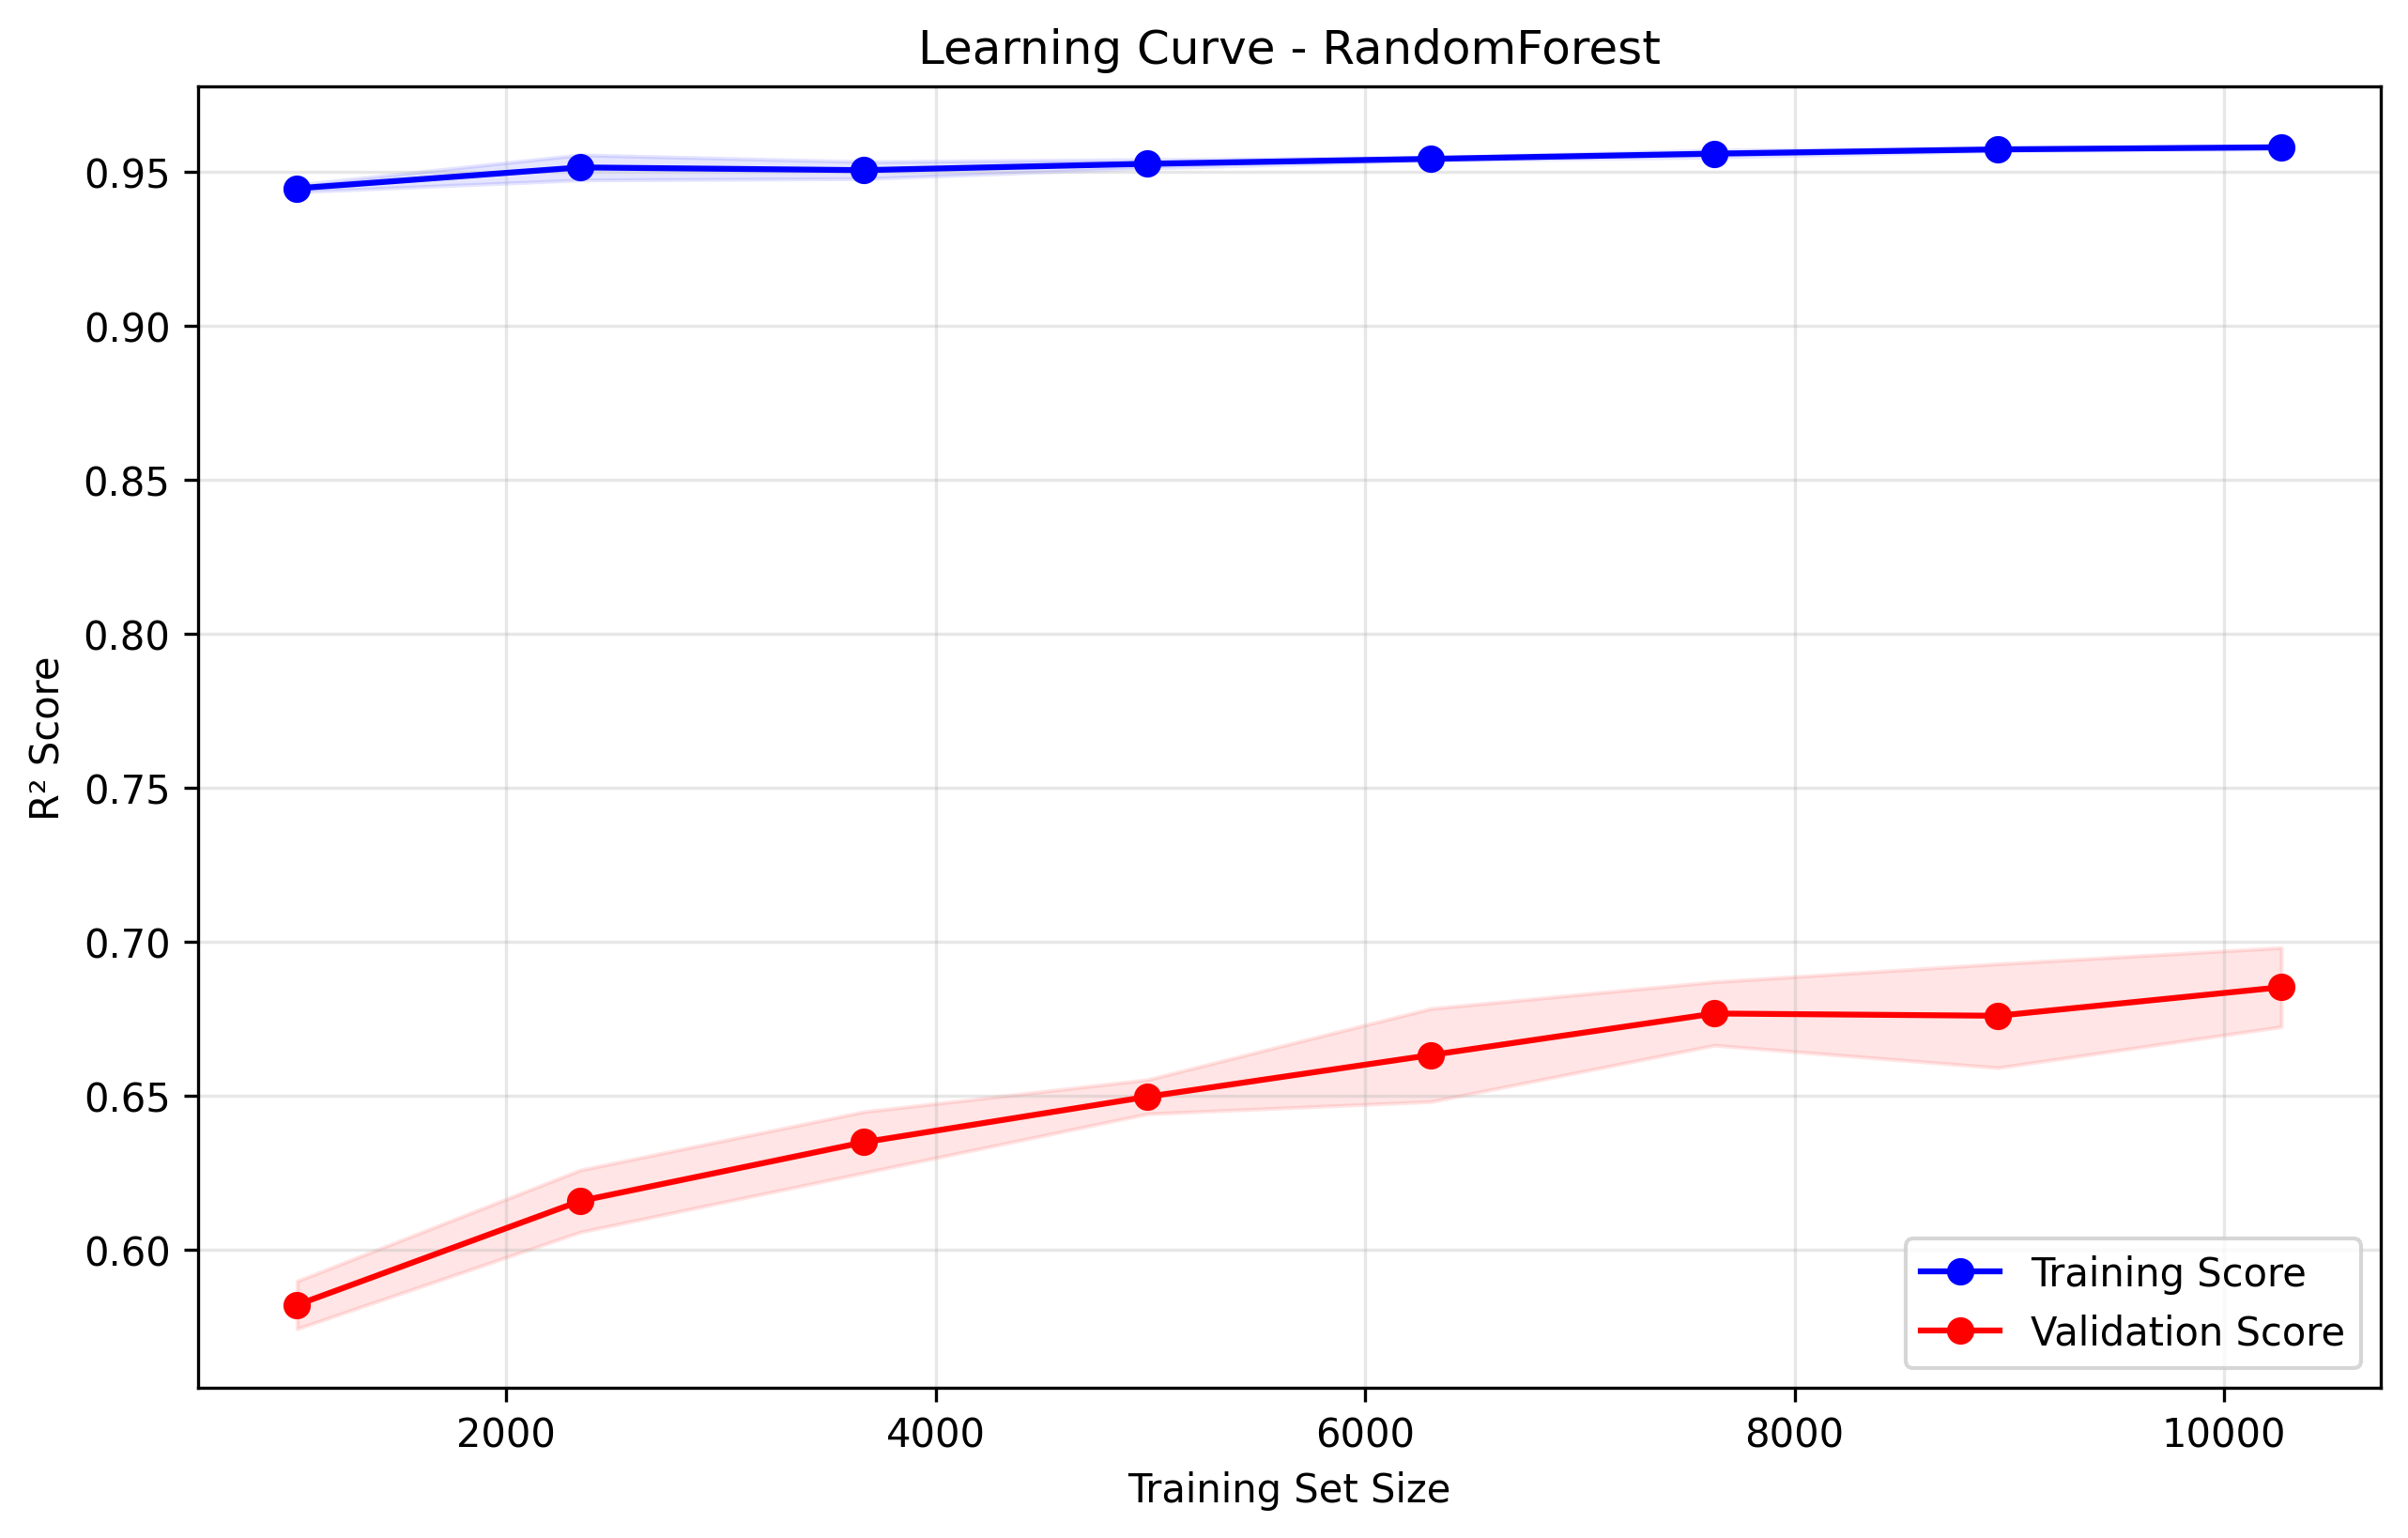 Learning Curve - RandomForest
R² Score
0.95
0.90
0.85
0.80
0.75
0.70
0.65
0.60
Training Score
Validation Score
2000 4000 6000 8000 10000
Training Set Size